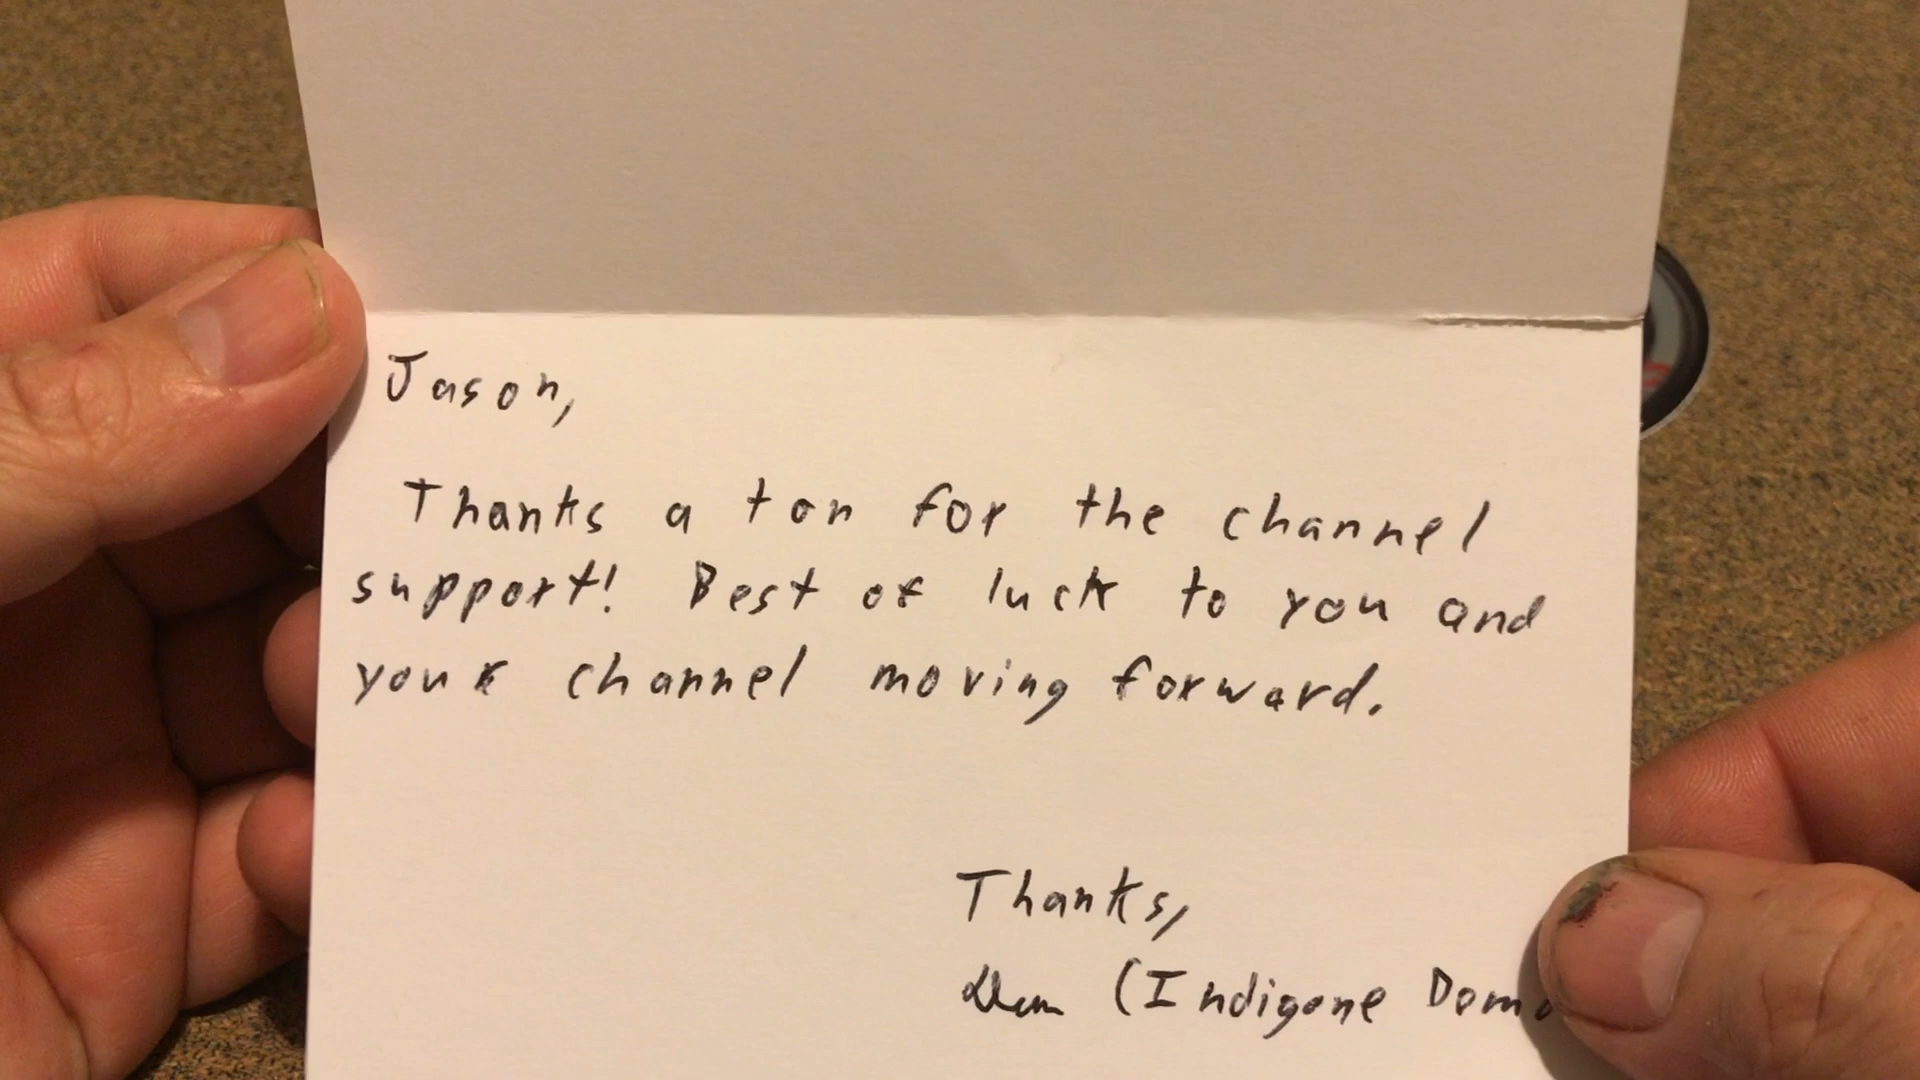 Jason,
Thanks a ton for the channel
support! Best of luck to you and
your channel moving forward.
Thanks,
(Indigone